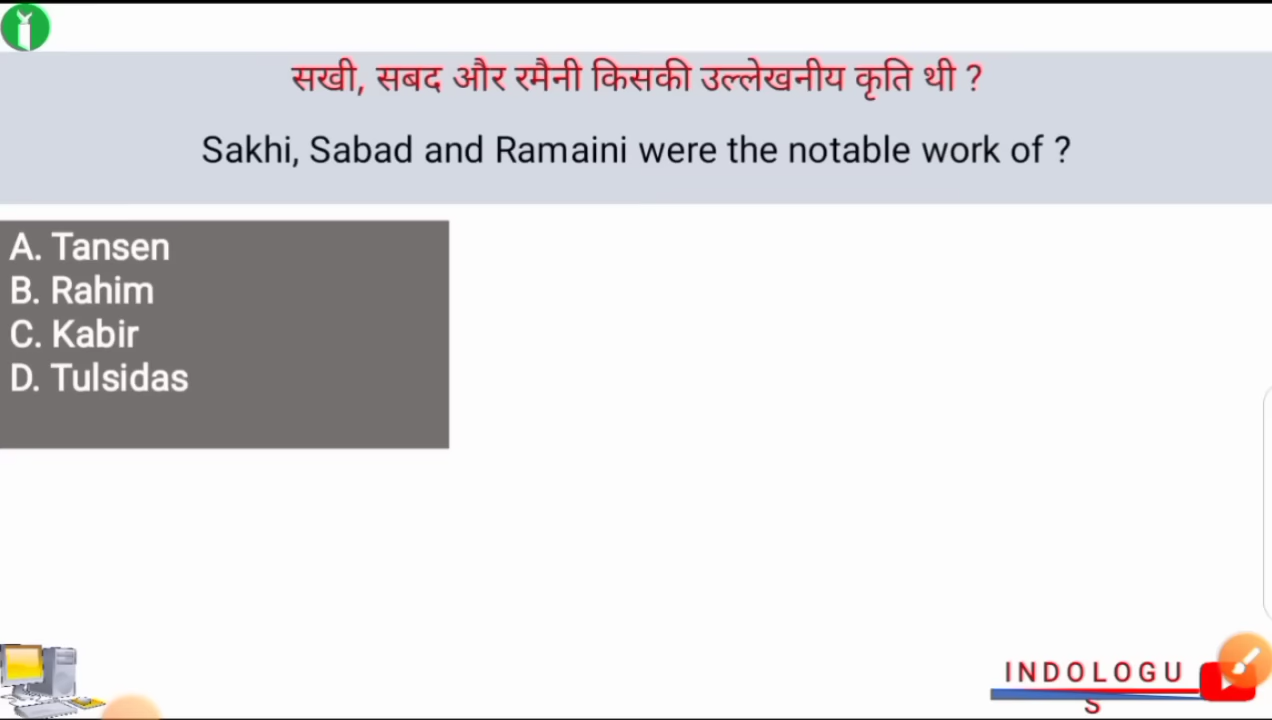 सखी, सबद और रमैनी किसकी उल्लेखनीय कृति थी ?
Sakhi, Sabad and Ramaini were the notable work of ?
A. Tansen
B. Rahim
C. Kabir
D. Tulsidas
INDOLOGU
S